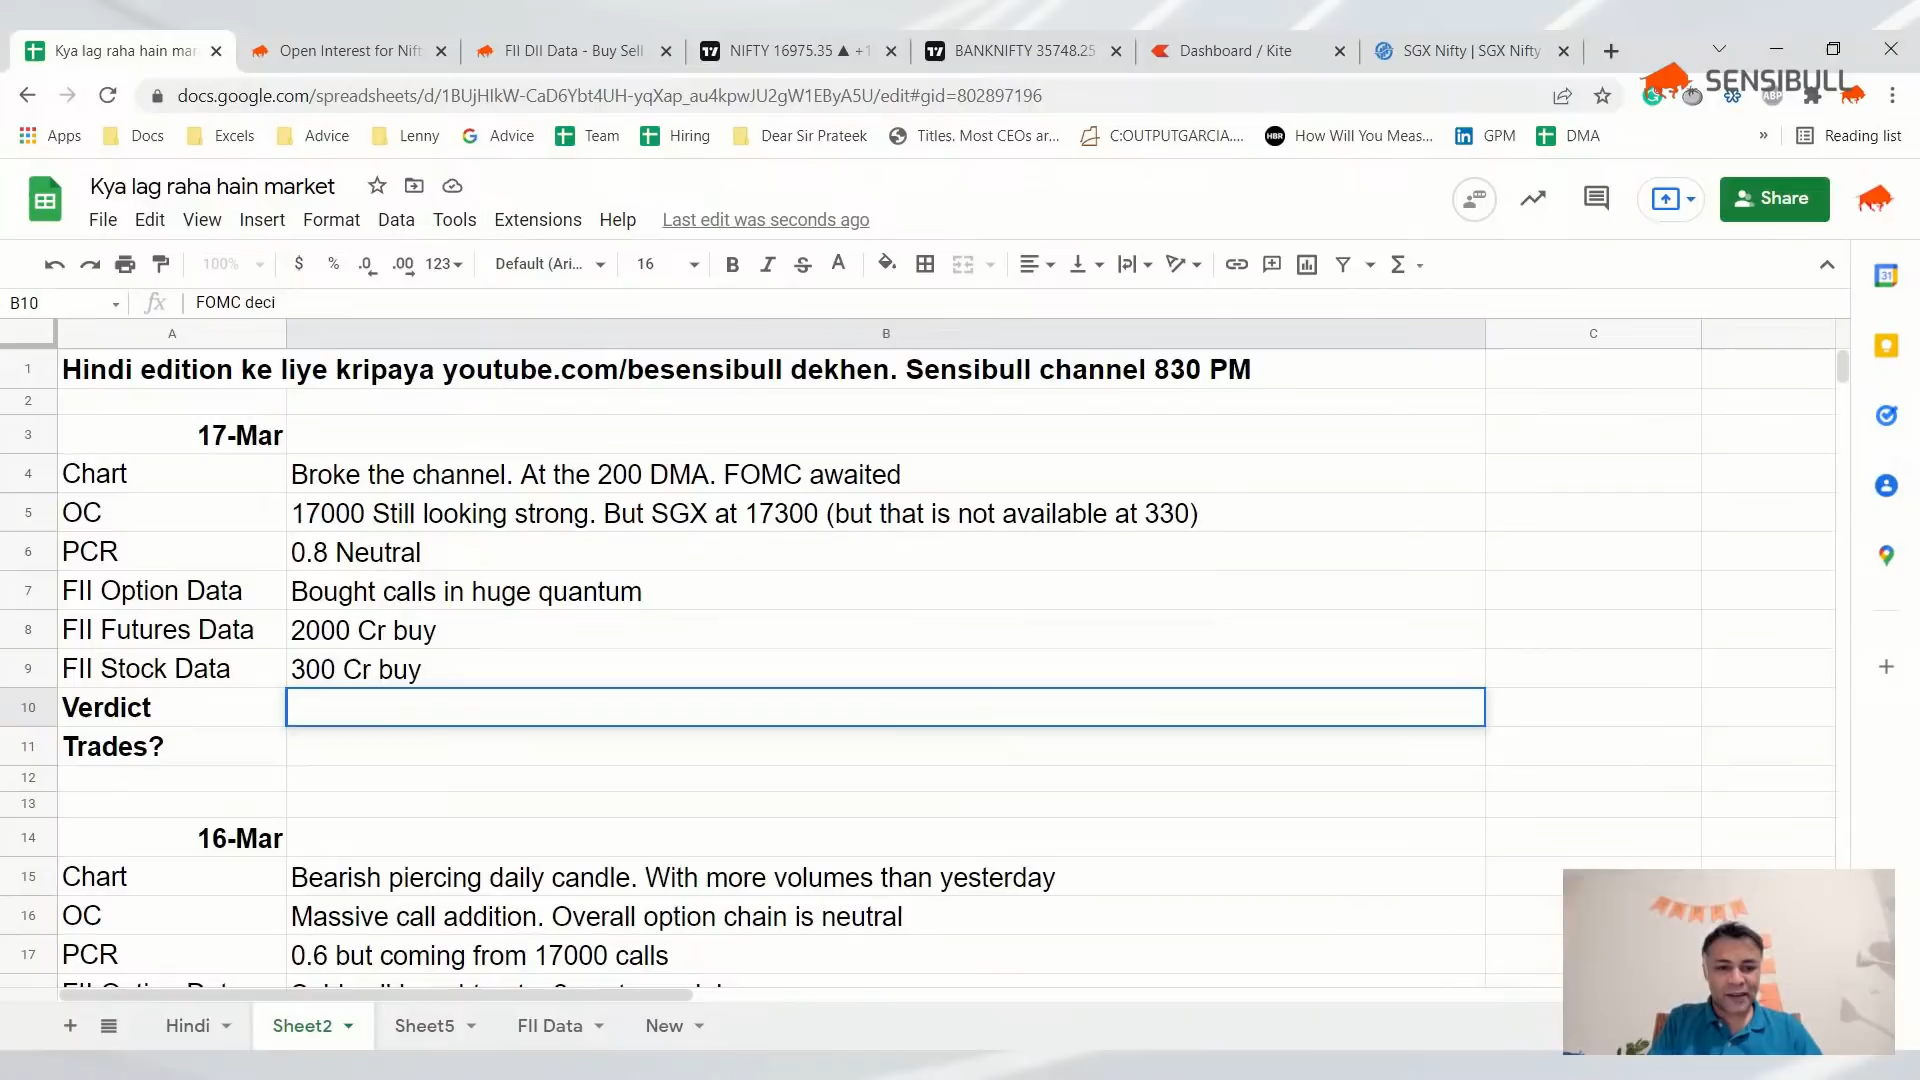 Kya lag raha hain mar
Open Interest for Nift
FII DII Data - Buy Sell
NIFTY 16975.35 ▲ +1
BANKNIFTY 35748.25
Dashboard / Kite
SGX Nifty | SGX Nifty
SENSIBULL
docs.google.com/spreadsheets/d/1BUjHIkW-CaD6Ybt4UH-yqXap_au4kpwJU2gW1EByA5U/edit#gid=802897196
Apps
Docs
Excels
Advice
Lenny
Advice
Team
Hiring
Dear Sir Prateek
Titles. Most CEOs ar...
C:OUTPUTGARCIA....
How Will You Meas...
GPM
DMA
»
Reading list
Kya lag raha hain market
File Edit View Insert Format Data Tools Extensions Help Last edit was seconds ago
Share
100% $ % .0 .00 123 Default (Ari... 16 B I S A Σ
31
B10 fx FOMC deci
A B C
1 Hindi edition ke liye kripaya youtube.com/besensibull dekhen. Sensibull channel 830 PM
2
3 17-Mar
4 Chart Broke the channel. At the 200 DMA. FOMC awaited
5 OC 17000 Still looking strong. But SGX at 17300 (but that is not available at 330)
6 PCR 0.8 Neutral
7 FII Option Data Bought calls in huge quantum
8 FII Futures Data 2000 Cr buy
9 FII Stock Data 300 Cr buy
10 Verdict
11 Trades?
12
13
14 16-Mar
15 Chart Bearish piercing daily candle. With more volumes than yesterday
16 OC Massive call addition. Overall option chain is neutral
17 PCR 0.6 but coming from 17000 calls
Hindi Sheet2 Sheet5 FII Data New